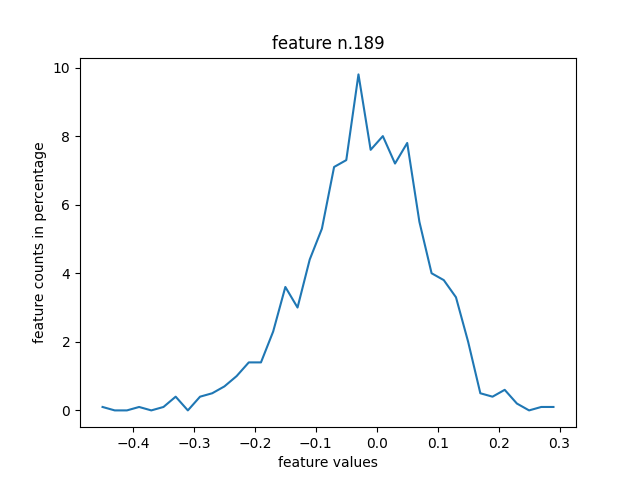 feature n.189
feature counts in percentage
10
8
6
4
2
0
−0.4 −0.3 −0.2 −0.1 0.0 0.1 0.2 0.3
feature values